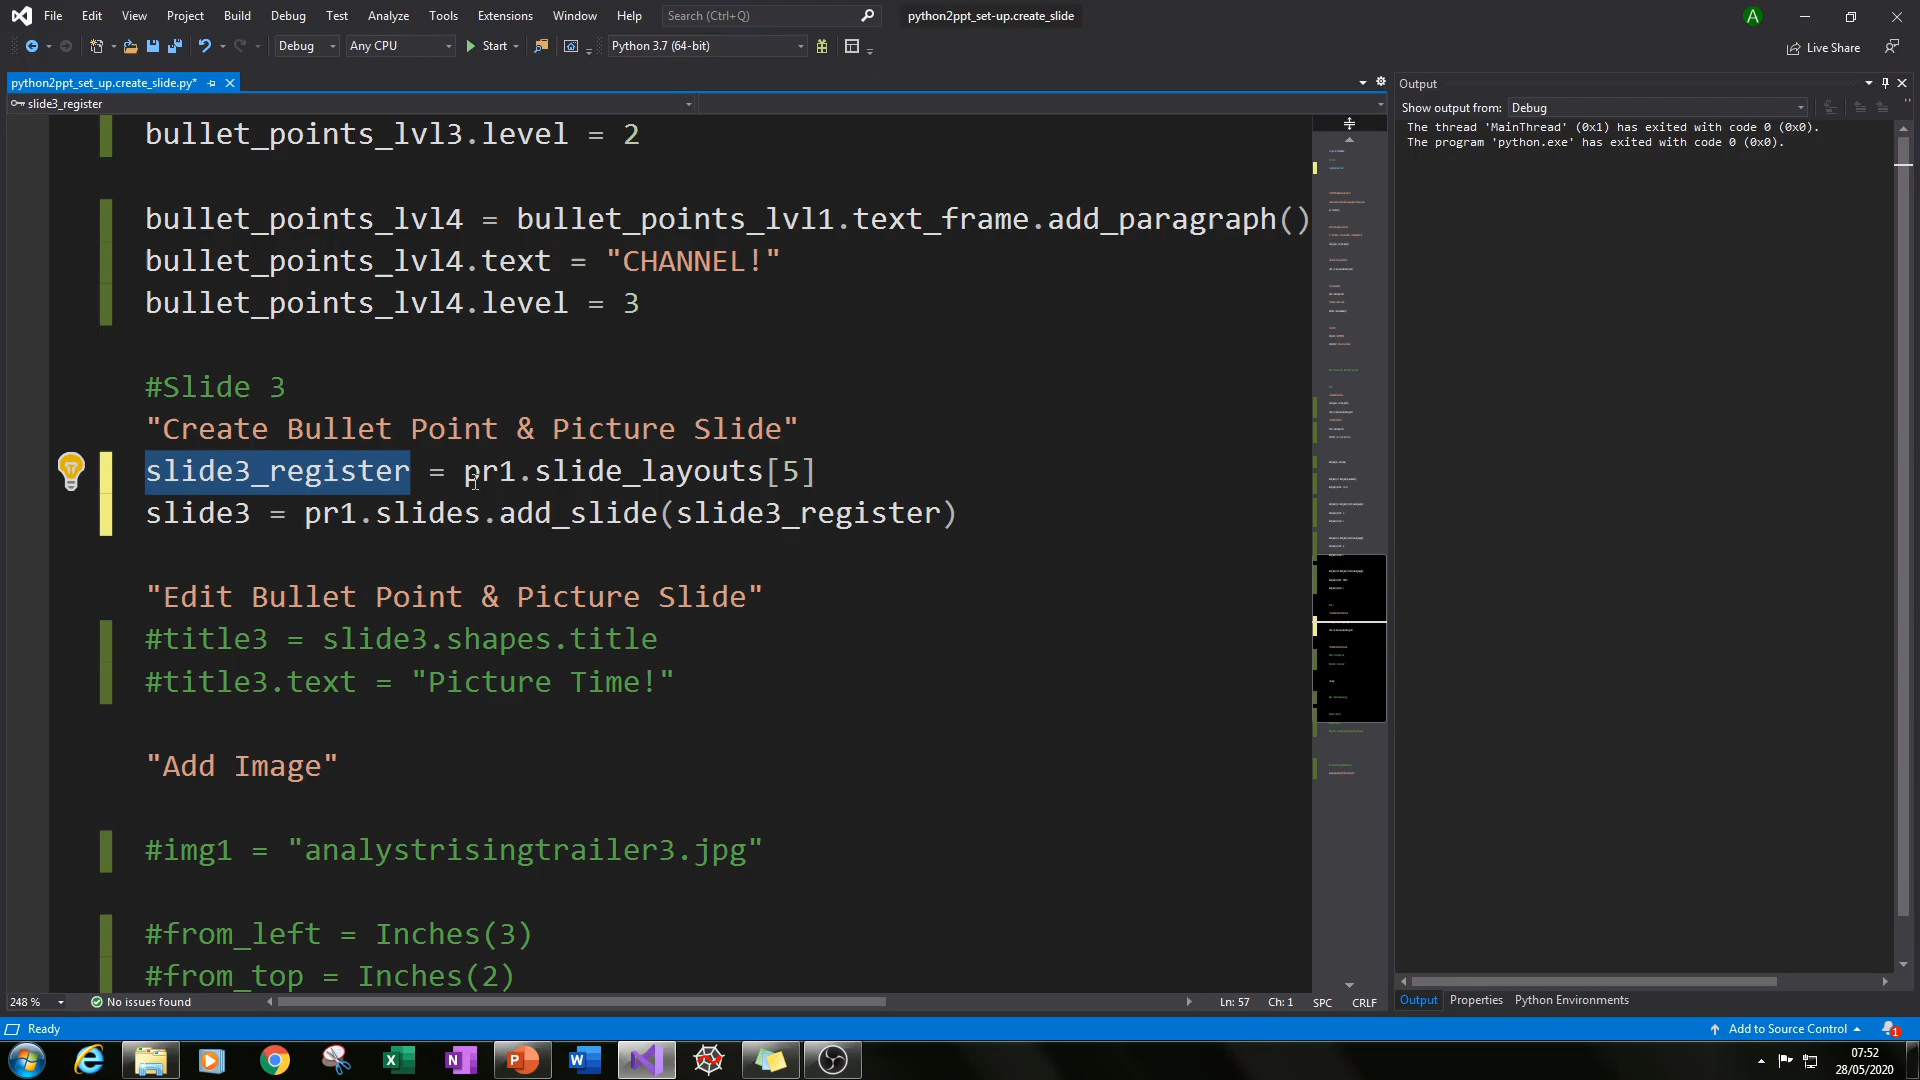 File Edit View Project Build Debug Test Analyze Tools Extensions Window Help Search (Ctrl+Q) python2ppt_set-up.create_slide A
Debug Any CPU Start Python 3.7 (64-bit) Live Share
python2ppt_set_up.create_slide.py*
slide3_register
bullet_points_lvl3.level = 2
bullet_points_lvl4 = bullet_points_lvl1.text_frame.add_paragraph()
bullet_points_lvl4.text = "CHANNEL!"
bullet_points_lvl4.level = 3
#Slide 3
"Create Bullet Point & Picture Slide"
slide3_register = pr1.slide_layouts[5]
slide3 = pr1.slides.add_slide(slide3_register)
"Edit Bullet Point & Picture Slide"
#title3 = slide3.shapes.title
#title3.text = "Picture Time!"
"Add Image"
#img1 = "analystrisingtrailer3.jpg"
#from_left = Inches(3)
#from_top = Inches(2)
248 % No issues found Ln: 57 Ch: 1 SPC CRLF
Output
Show output from: Debug
The thread 'MainThread' (0x1) has exited with code 0 (0x0).
The program 'python.exe' has exited with code 0 (0x0).
Output Properties Python Environments
Ready Add to Source Control 1
07:52
28/05/2020